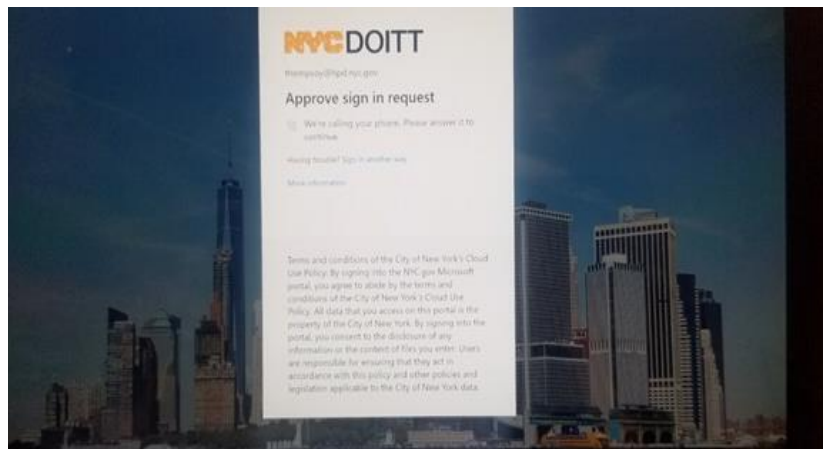 NYC DOITT
Approve sign in request
We're calling your phone. Please answer it to
continue.
Having trouble? Sign in another way
More information
Terms and conditions of the City of New York's Cloud
Use Policy: By signing into the NYC.gov Microsoft
portal, you agree to abide by the terms and
conditions of the City of New York's Cloud Use
Policy. All data that you access on this portal is the
property of the City of New York. By signing into the
portal, you consent to the disclosure of any
information or the content of files you enter. Users
are responsible for ensuring that they act in
accordance with this policy and other policies and
legislation applicable to the City of New York data.